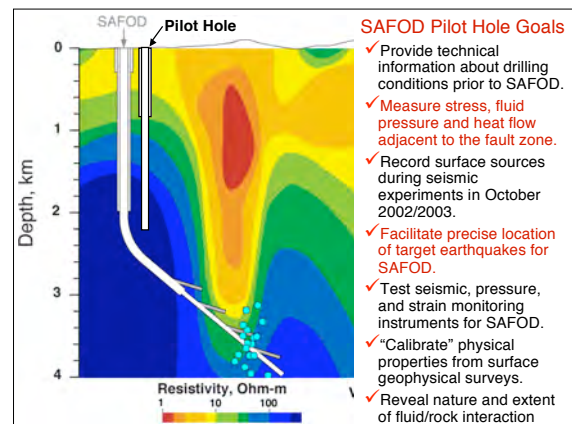 SAFOD
Pilot Hole
0
1
2
3
4
Depth, km
Resistivity, Ohm-m
1
10
100
SAFOD Pilot Hole Goals
✓Provide technical
information about drilling
conditions prior to SAFOD.
✓Measure stress, fluid
pressure and heat flow
adjacent to the fault zone.
✓Record surface sources
during seismic
experiments in October
2002/2003.
✓Facilitate precise location
of target earthquakes for
SAFOD.
✓Test seismic, pressure,
and strain monitoring
instruments for SAFOD.
✓“Calibrate” physical
properties from surface
geophysical surveys.
✓Reveal nature and extent
of fluid/rock interaction